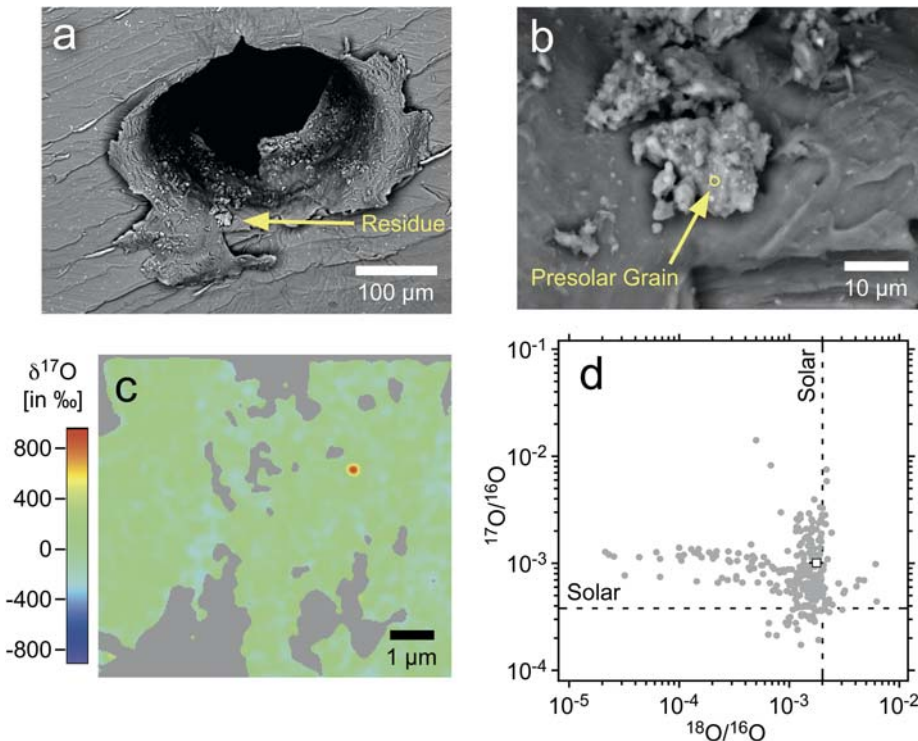 a
Residue
100 µm
b
Presolar Grain
10 µm
δ¹⁷O
[in ‰]
800
400
0
-400
-800
c
1 µm
d
Solar
Solar
10⁻¹
10⁻²
10⁻³
10⁻⁴
¹⁷O/¹⁶O
10⁻⁵
10⁻⁴
10⁻³
10⁻²
¹⁸O/¹⁶O